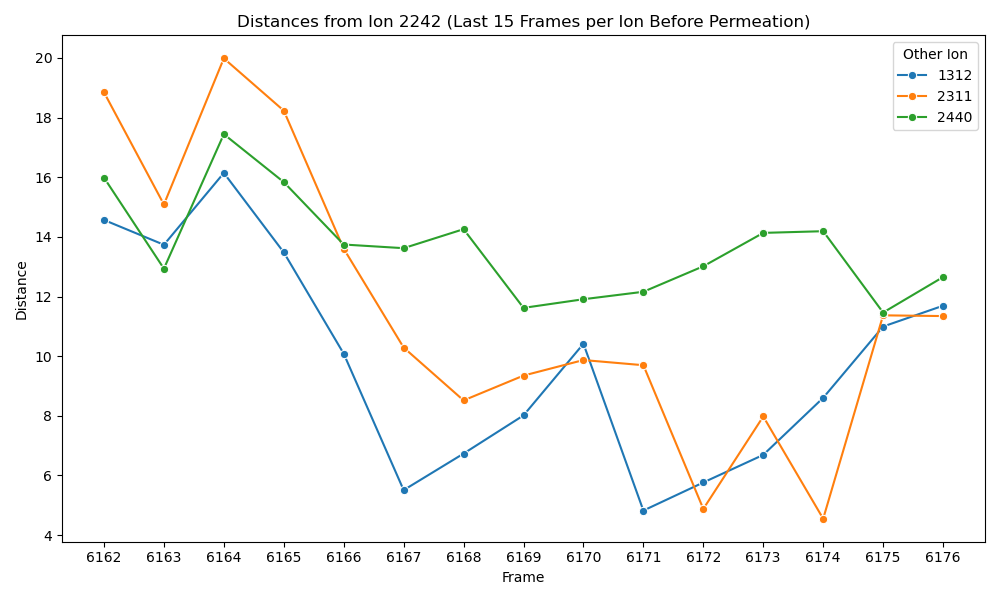 Distances from Ion 2242 (Last 15 Frames per Ion Before Permeation)
Other Ion
1312
2311
2440
Distance
20
18
16
14
12
10
8
6
4
6162 6163 6164 6165 6166 6167 6168 6169 6170 6171 6172 6173 6174 6175 6176
Frame